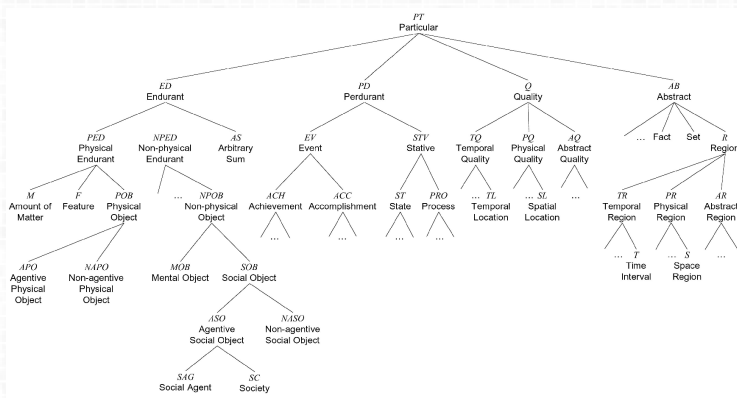 PT
Particular
ED
Endurant
PD
Perdurant
Q
Quality
AB
Abstract
PED
Physical
Endurant
NPED
Non-physical
Endurant
AS
Arbitrary
Sum
EV
Event
STV
Stative
TQ
Temporal
Quality
PQ
Physical
Quality
AQ
Abstract
Quality
...
Fact
Set
R
Region
M
Amount of
Matter
F
Feature
POB
Physical
Object
...
NPOB
Non-physical
Object
ACH
Achievement
ACC
Accomplishment
ST
State
PRO
Process
... TL
Temporal
Location
... SL
Spatial
Location
...
TR
Temporal
Region
PR
Physical
Region
AR
Abstract
Region
...
...
...
...
APO
Agentive
Physical
Object
NAPO
Non-agentive
Physical
Object
MOB
Mental Object
SOB
Social Object
... T
Time
Interval
... S
Space
Region
...
ASO
Agentive
Social Object
NASO
Non-agentive
Social Object
SAG
Social Agent
SC
Society